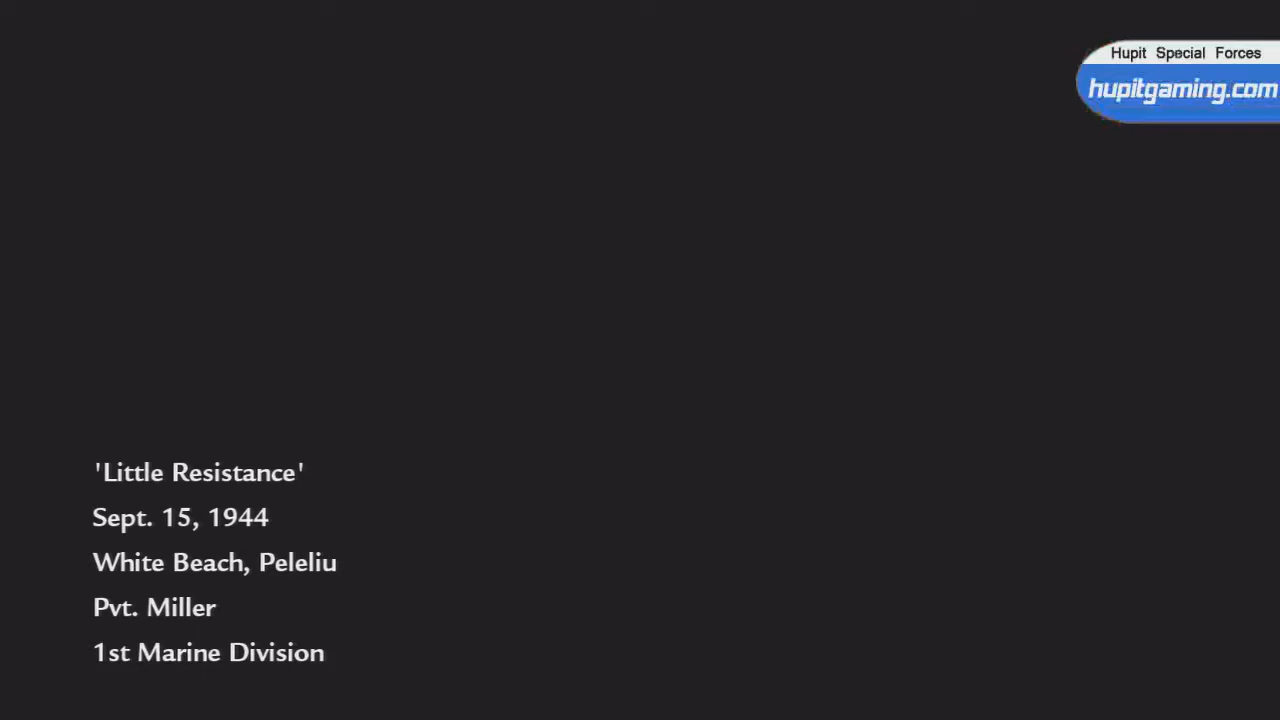 Hupit Special Forces
hupitgaming.com
'Little Resistance'
Sept. 15, 1944
White Beach, Peleliu
Pvt. Miller
1st Marine Division